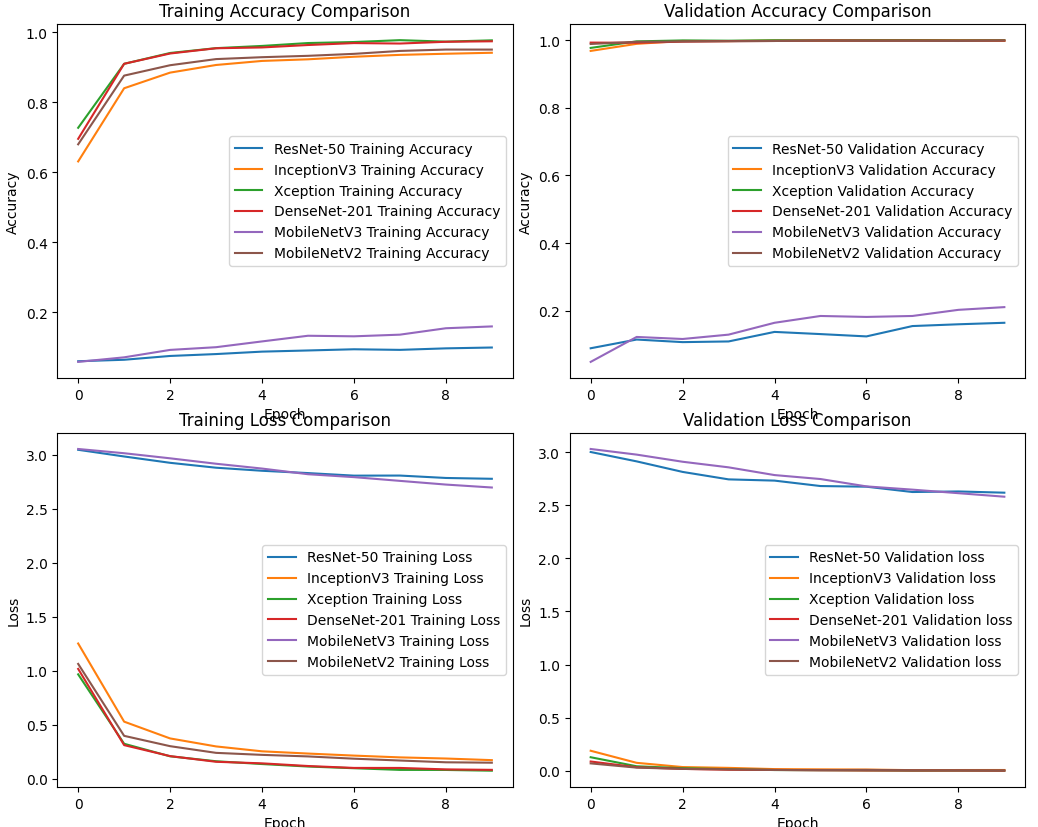 Training Accuracy Comparison
1.0
0.8
0.6
0.4
0.2
Accuracy
ResNet-50 Training Accuracy
InceptionV3 Training Accuracy
Xception Training Accuracy
DenseNet-201 Training Accuracy
MobileNetV3 Training Accuracy
MobileNetV2 Training Accuracy
0 2 4 6 8
Epoch
Validation Accuracy Comparison
1.0
0.8
0.6
0.4
0.2
Accuracy
ResNet-50 Validation Accuracy
InceptionV3 Validation Accuracy
Xception Validation Accuracy
DenseNet-201 Validation Accuracy
MobileNetV3 Validation Accuracy
MobileNetV2 Validation Accuracy
0 2 4 6 8
Epoch
Training Loss Comparison
3.0
2.5
2.0
1.5
1.0
0.5
0.0
Loss
ResNet-50 Training Loss
InceptionV3 Training Loss
Xception Training Loss
DenseNet-201 Training Loss
MobileNetV3 Training Loss
MobileNetV2 Training Loss
0 2 4 6 8
Epoch
Validation Loss Comparison
3.0
2.5
2.0
1.5
1.0
0.5
0.0
Loss
ResNet-50 Validation loss
InceptionV3 Validation loss
Xception Validation loss
DenseNet-201 Validation loss
MobileNetV3 Validation loss
MobileNetV2 Validation loss
0 2 4 6 8
Epoch